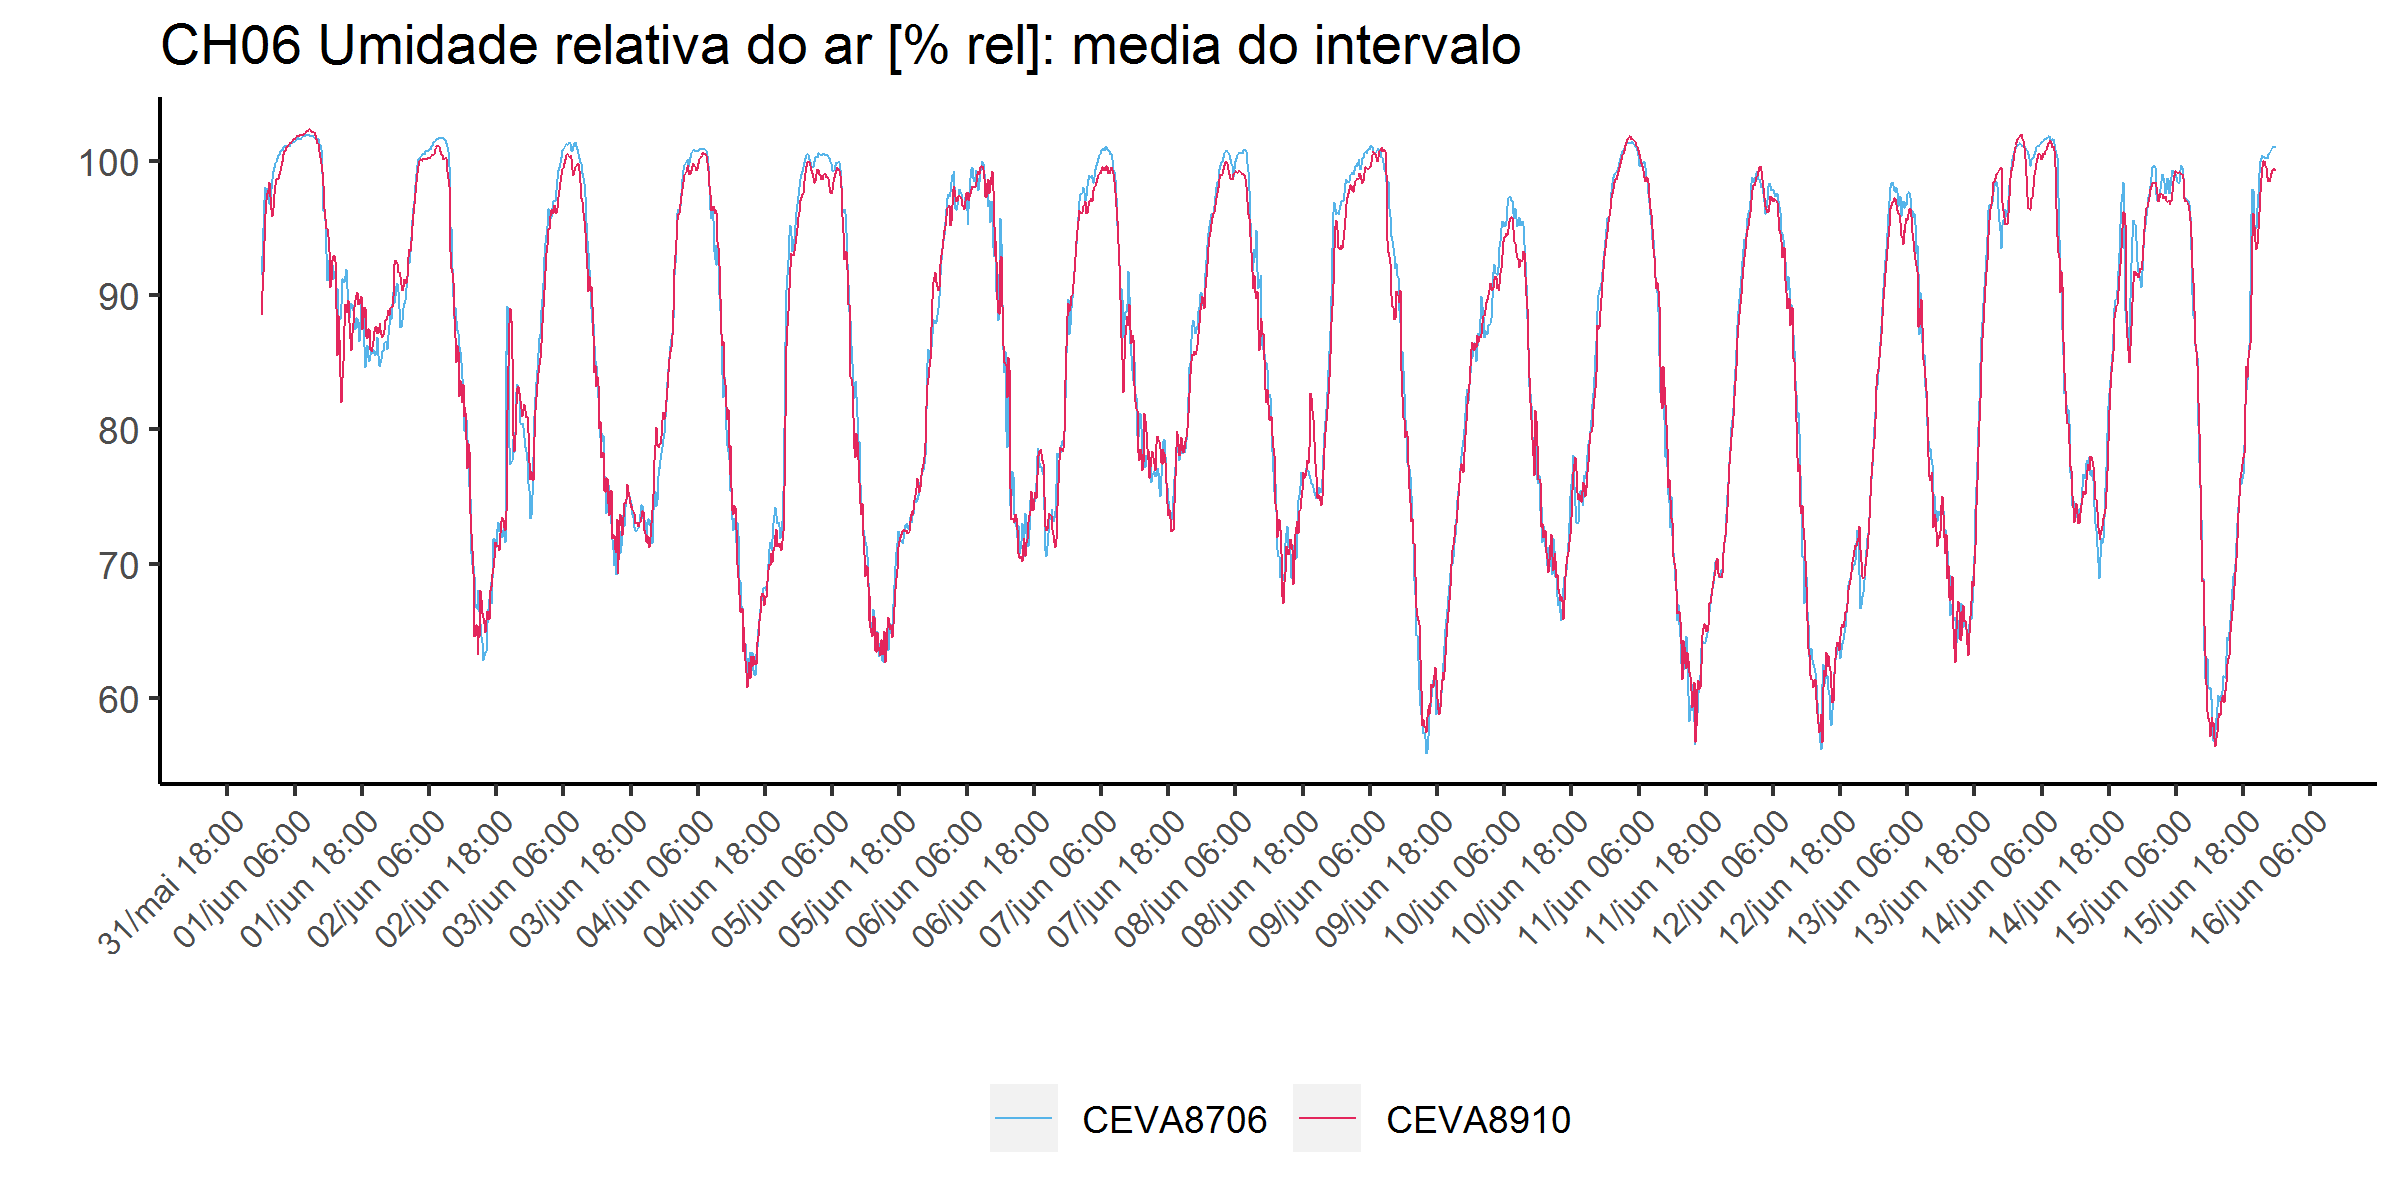 CH06 Umidade relativa do ar [% rel]: media do intervalo
100
90
80
70
60
31/mai 18:00
01/jun 06:00
01/jun 18:00
02/jun 06:00
02/jun 18:00
03/jun 06:00
03/jun 18:00
04/jun 06:00
04/jun 18:00
05/jun 06:00
05/jun 18:00
06/jun 06:00
06/jun 18:00
07/jun 06:00
07/jun 18:00
08/jun 06:00
08/jun 18:00
09/jun 06:00
09/jun 18:00
10/jun 06:00
10/jun 18:00
11/jun 06:00
11/jun 18:00
12/jun 06:00
12/jun 18:00
13/jun 06:00
13/jun 18:00
14/jun 06:00
14/jun 18:00
15/jun 06:00
15/jun 18:00
16/jun 06:00
CEVA8706
CEVA8910